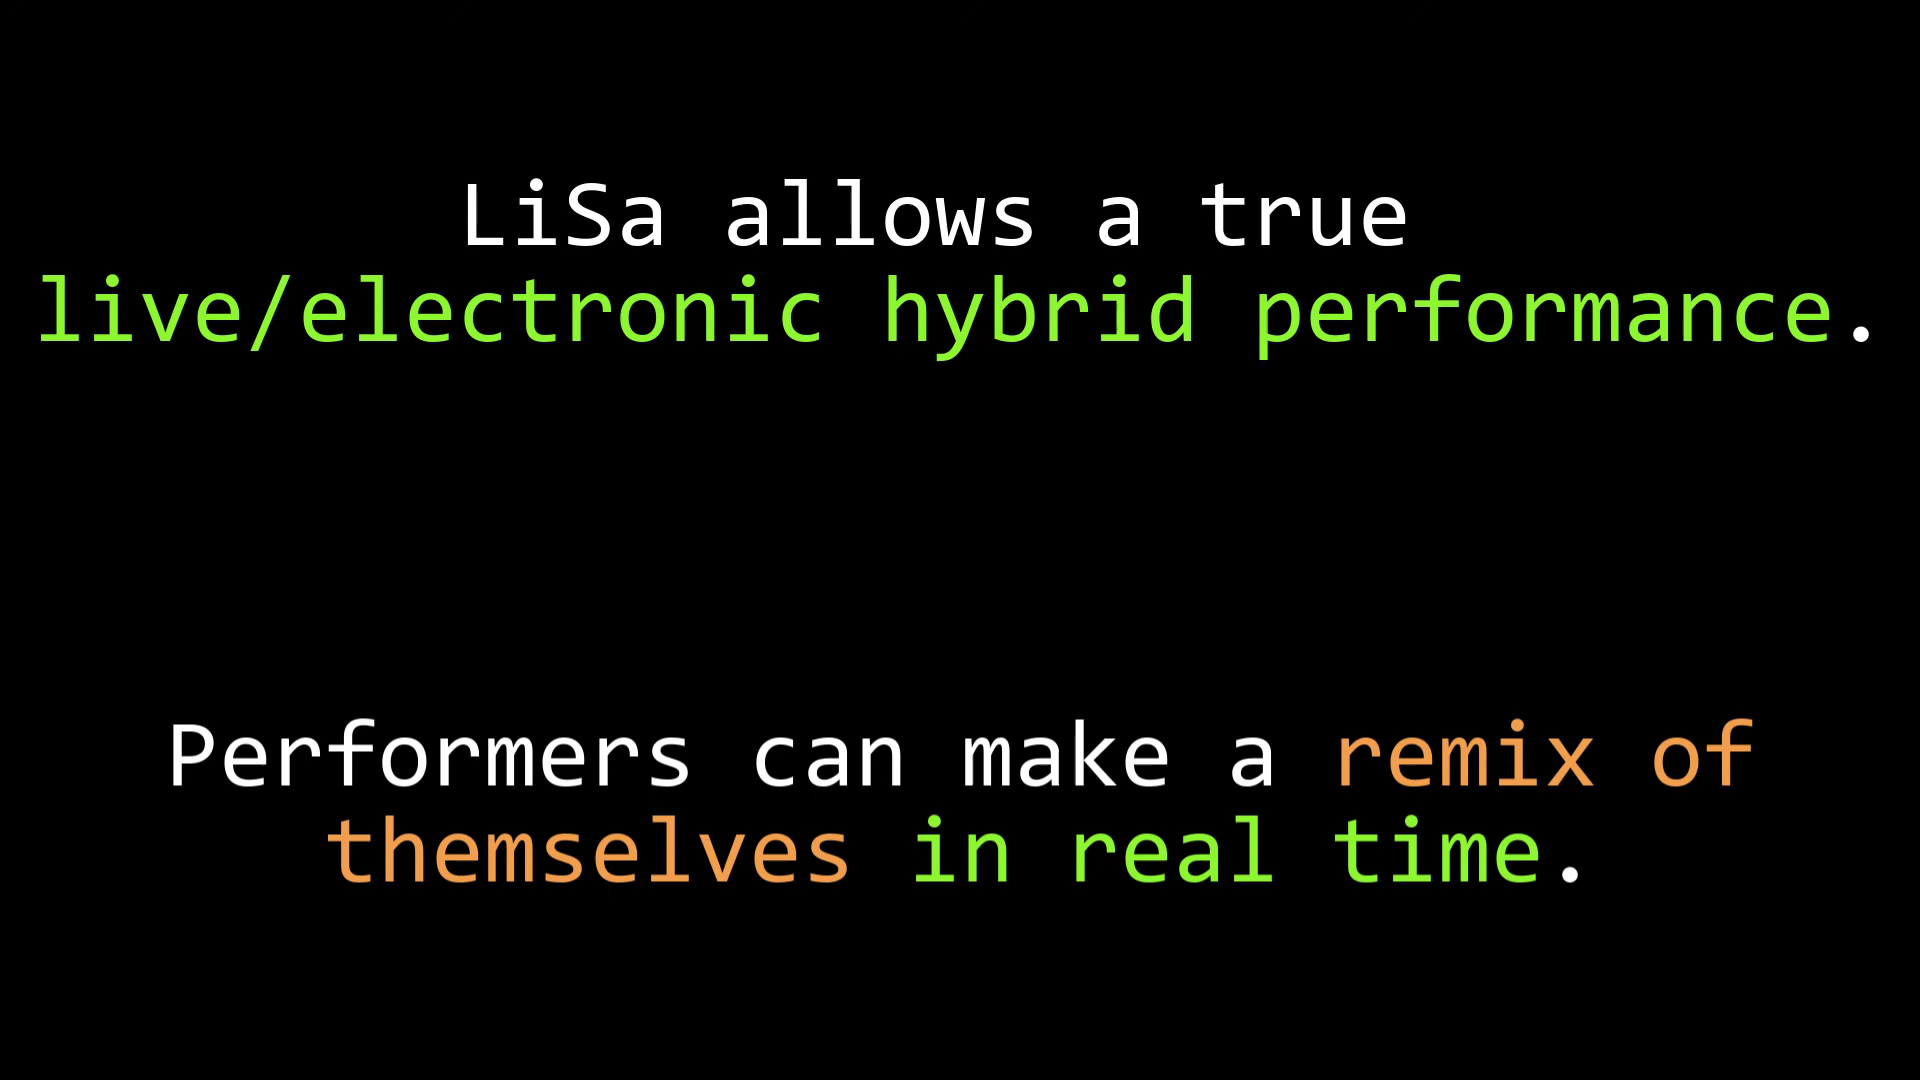 LiSa allows a true
live/electronic hybrid performance.
Performers can make a remix of
themselves in real time.